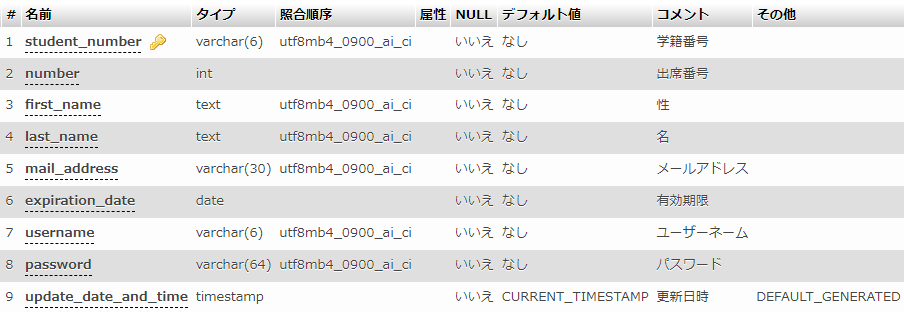 # 名前 タイプ 照合順序 属性 NULL デフォルト値 コメント その他
1 student_number varchar(6) utf8mb4_0900_ai_ci いいえ なし 学籍番号
2 number int いいえ なし 出席番号
3 first_name text utf8mb4_0900_ai_ci いいえ なし 性
4 last_name text utf8mb4_0900_ai_ci いいえ なし 名
5 mail_address varchar(30) utf8mb4_0900_ai_ci いいえ なし メールアドレス
6 expiration_date date いいえ なし 有効期限
7 username varchar(6) utf8mb4_0900_ai_ci いいえ なし ユーザーネーム
8 password varchar(64) utf8mb4_0900_ai_ci いいえ なし パスワード
9 update_date_and_time timestamp いいえ CURRENT_TIMESTAMP 更新日時 DEFAULT_GENERATED